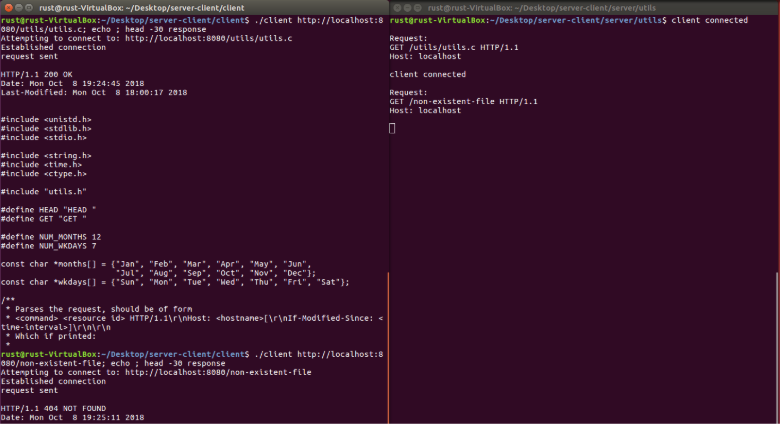 rust@rust-VirtualBox: ~/Desktop/server-client/client
rust@rust-VirtualBox:~/Desktop/server-client/client$ ./client http://localhost:8
080/utils/utils.c; echo ; head -30 response
Attempting to connect to: http://localhost:8080/utils/utils.c
Established connection
request sent
HTTP/1.1 200 OK
Date: Mon Oct  8 19:24:45 2018
Last-Modified: Mon Oct  8 18:00:17 2018
#include <unistd.h>
#include <stdlib.h>
#include <stdio.h>
#include <string.h>
#include <time.h>
#include <ctype.h>
#include "utils.h"
#define HEAD "HEAD "
#define GET "GET "
#define NUM_MONTHS 12
#define NUM_WKDAYS 7
const char *months[] = {"Jan", "Feb", "Mar", "Apr", "May", "Jun",
"Jul", "Aug", "Sep", "Oct", "Nov", "Dec"};
const char *wkdays[] = {"Sun", "Mon", "Tue", "Wed", "Thu", "Fri", "Sat"};
/**
* Parses the request, should be of form
* <command> <resource id> HTTP/1.1\r\nHost: <hostname>[\r\nIf-Modified-Since: <
time-interval>]\r\n\r\n
* Which if printed:
*
rust@rust-VirtualBox:~/Desktop/server-client/client$ ./client http://localhost:8
080/non-existent-file; echo ; head -30 response
Attempting to connect to: http://localhost:8080/non-existent-file
Established connection
request sent
HTTP/1.1 404 NOT FOUND
Date: Mon Oct  8 19:25:11 2018
rust@rust-VirtualBox: ~/Desktop/server-client/server/utils
rust@rust-VirtualBox:~/Desktop/server-client/server/utils$ client connected
Request:
GET /utils/utils.c HTTP/1.1
Host: localhost
client connected
Request:
GET /non-existent-file HTTP/1.1
Host: localhost